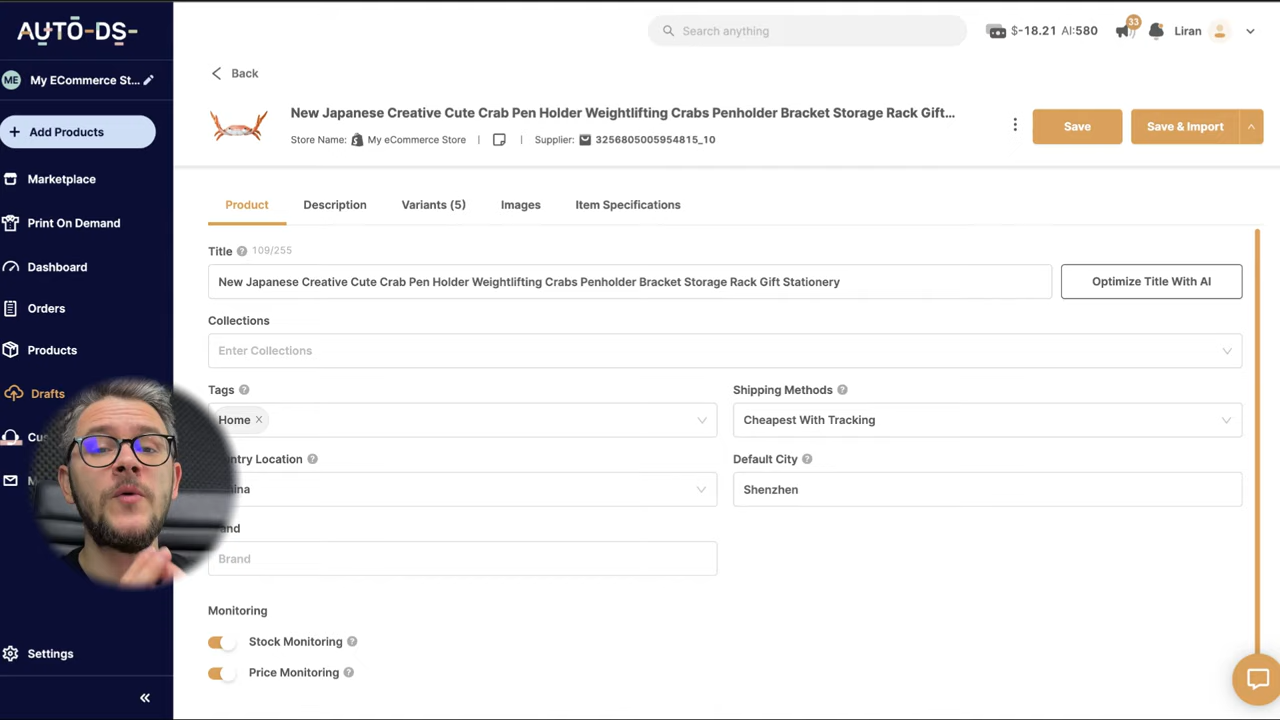 AUTO-DS-
Search anything
$-18.21 AI:580
33
Liran
ME
My ECommerce St...
Add Products
Marketplace
Print On Demand
Dashboard
Orders
Products
Drafts
Settings
Back
New Japanese Creative Cute Crab Pen Holder Weightlifting Crabs Penholder Bracket Storage Rack Gift...
Store Name: My eCommerce Store | | Supplier: 3256805005954815_10
Save
Save & Import
Product
Description
Variants (5)
Images
Item Specifications
Title ? 109/255
New Japanese Creative Cute Crab Pen Holder Weightlifting Crabs Penholder Bracket Storage Rack Gift Stationery
Optimize Title With AI
Collections
Enter Collections
Tags ?
Home ×
Shipping Methods ?
Cheapest With Tracking
Location ?
Default City ?
Shenzhen
Brand
Monitoring
Stock Monitoring ?
Price Monitoring ?